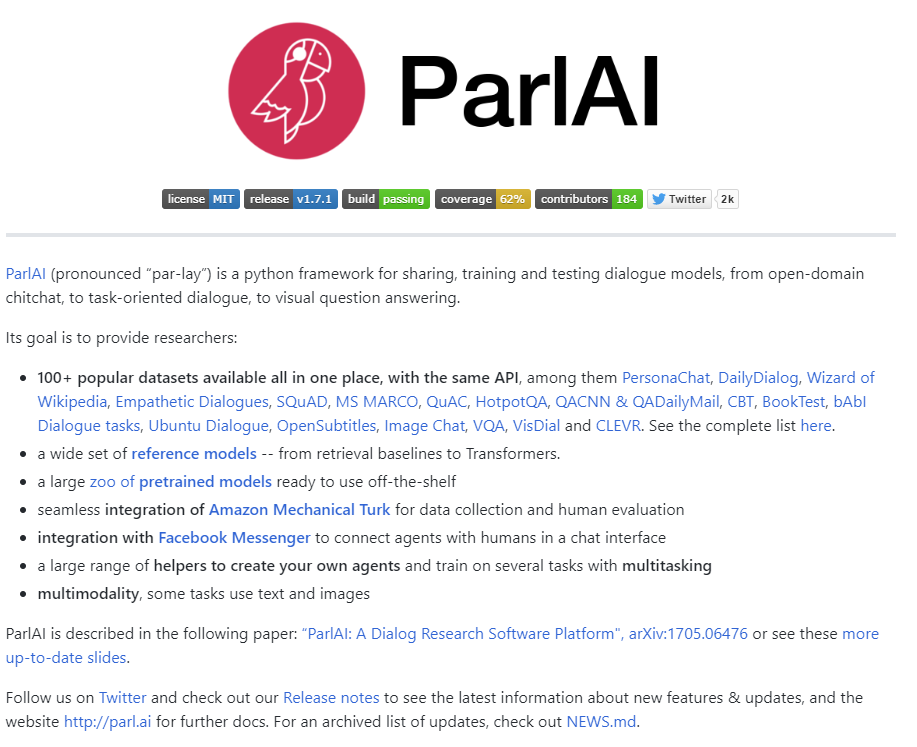 ParlAI
license MIT release v1.7.1 build passing coverage 62% contributors 184 Twitter 2k
ParlAI (pronounced “par-lay”) is a python framework for sharing, training and testing dialogue models, from open-domain
chitchat, to task-oriented dialogue, to visual question answering.
Its goal is to provide researchers:
• 100+ popular datasets available all in one place, with the same API, among them PersonaChat, DailyDialog, Wizard of
Wikipedia, Empathetic Dialogues, SQuAD, MS MARCO, QuAC, HotpotQA, QACNN & QADailyMail, CBT, BookTest, bAbI
Dialogue tasks, Ubuntu Dialogue, OpenSubtitles, Image Chat, VQA, VisDial and CLEVR. See the complete list here.
• a wide set of reference models -- from retrieval baselines to Transformers.
• a large zoo of pretrained models ready to use off-the-shelf
• seamless integration of Amazon Mechanical Turk for data collection and human evaluation
• integration with Facebook Messenger to connect agents with humans in a chat interface
• a large range of helpers to create your own agents and train on several tasks with multitasking
• multimodality, some tasks use text and images
ParlAI is described in the following paper: “ParlAI: A Dialog Research Software Platform", arXiv:1705.06476 or see these more
up-to-date slides.
Follow us on Twitter and check out our Release notes to see the latest information about new features & updates, and the
website http://parl.ai for further docs. For an archived list of updates, check out NEWS.md.